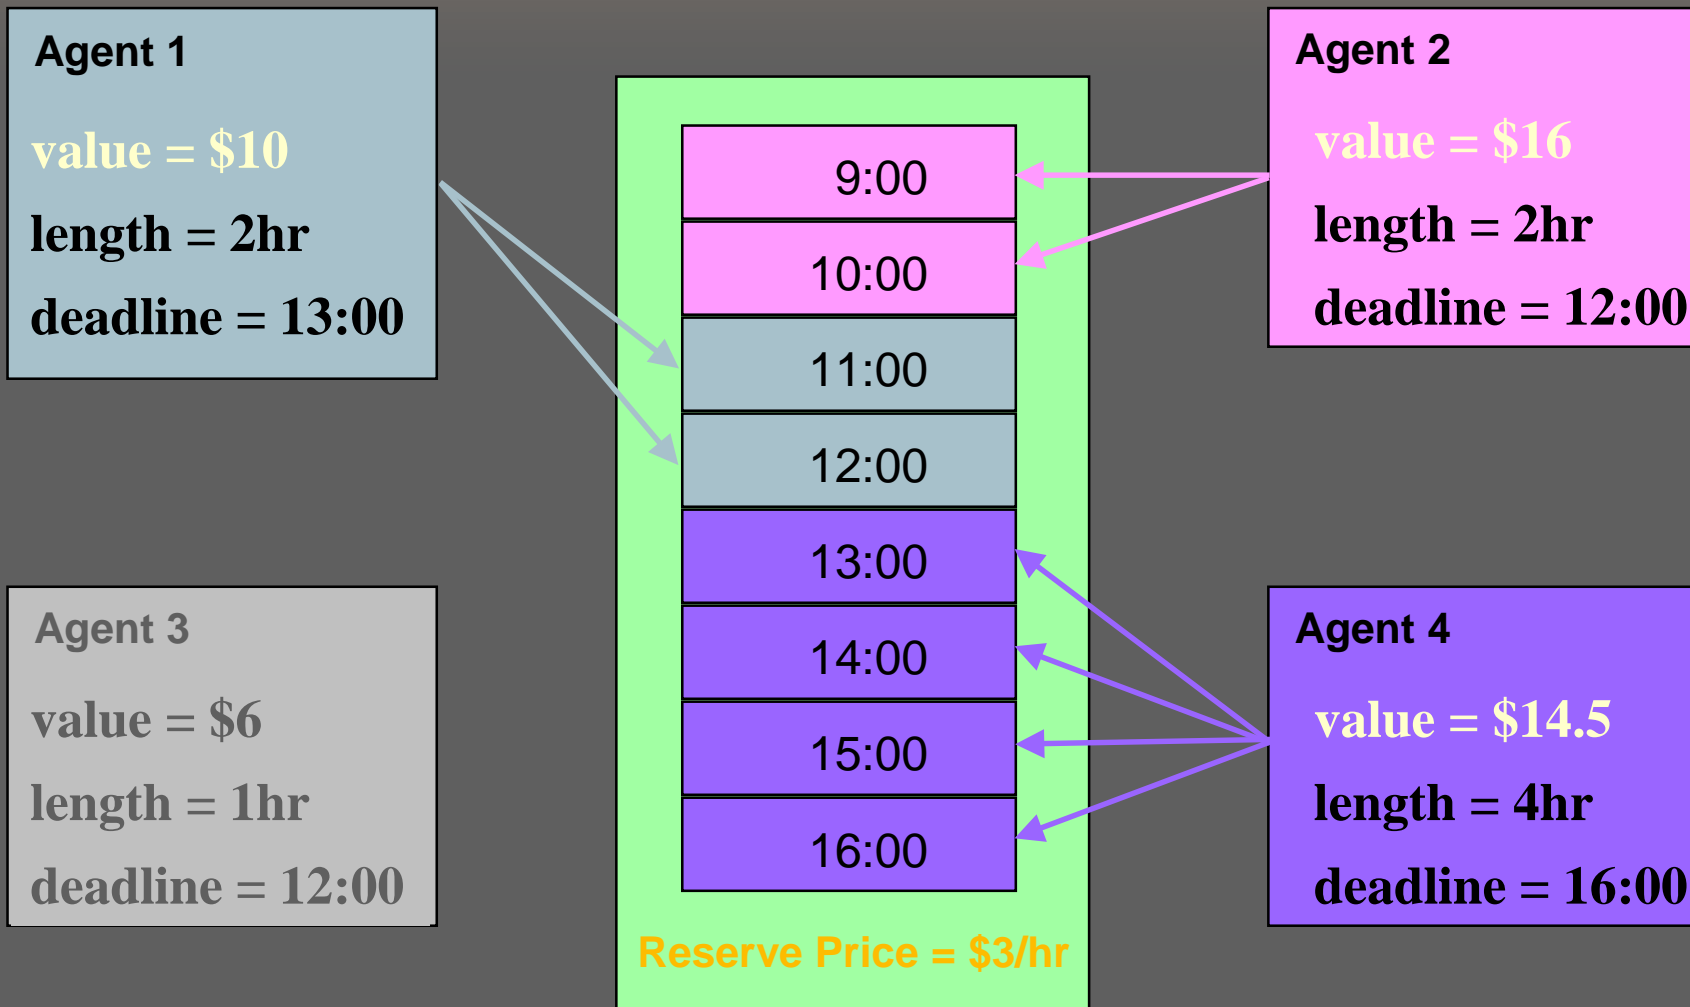 Agent 1
value = $10
length = 2hr
deadline = 13:00
Agent 2
value = $16
length = 2hr
deadline = 12:00
9:00
10:00
11:00
12:00
13:00
14:00
15:00
16:00
Reserve Price = $3/hr
Agent 3
value = $6
length = 1hr
deadline = 12:00
Agent 4
value = $14.5
length = 4hr
deadline = 16:00